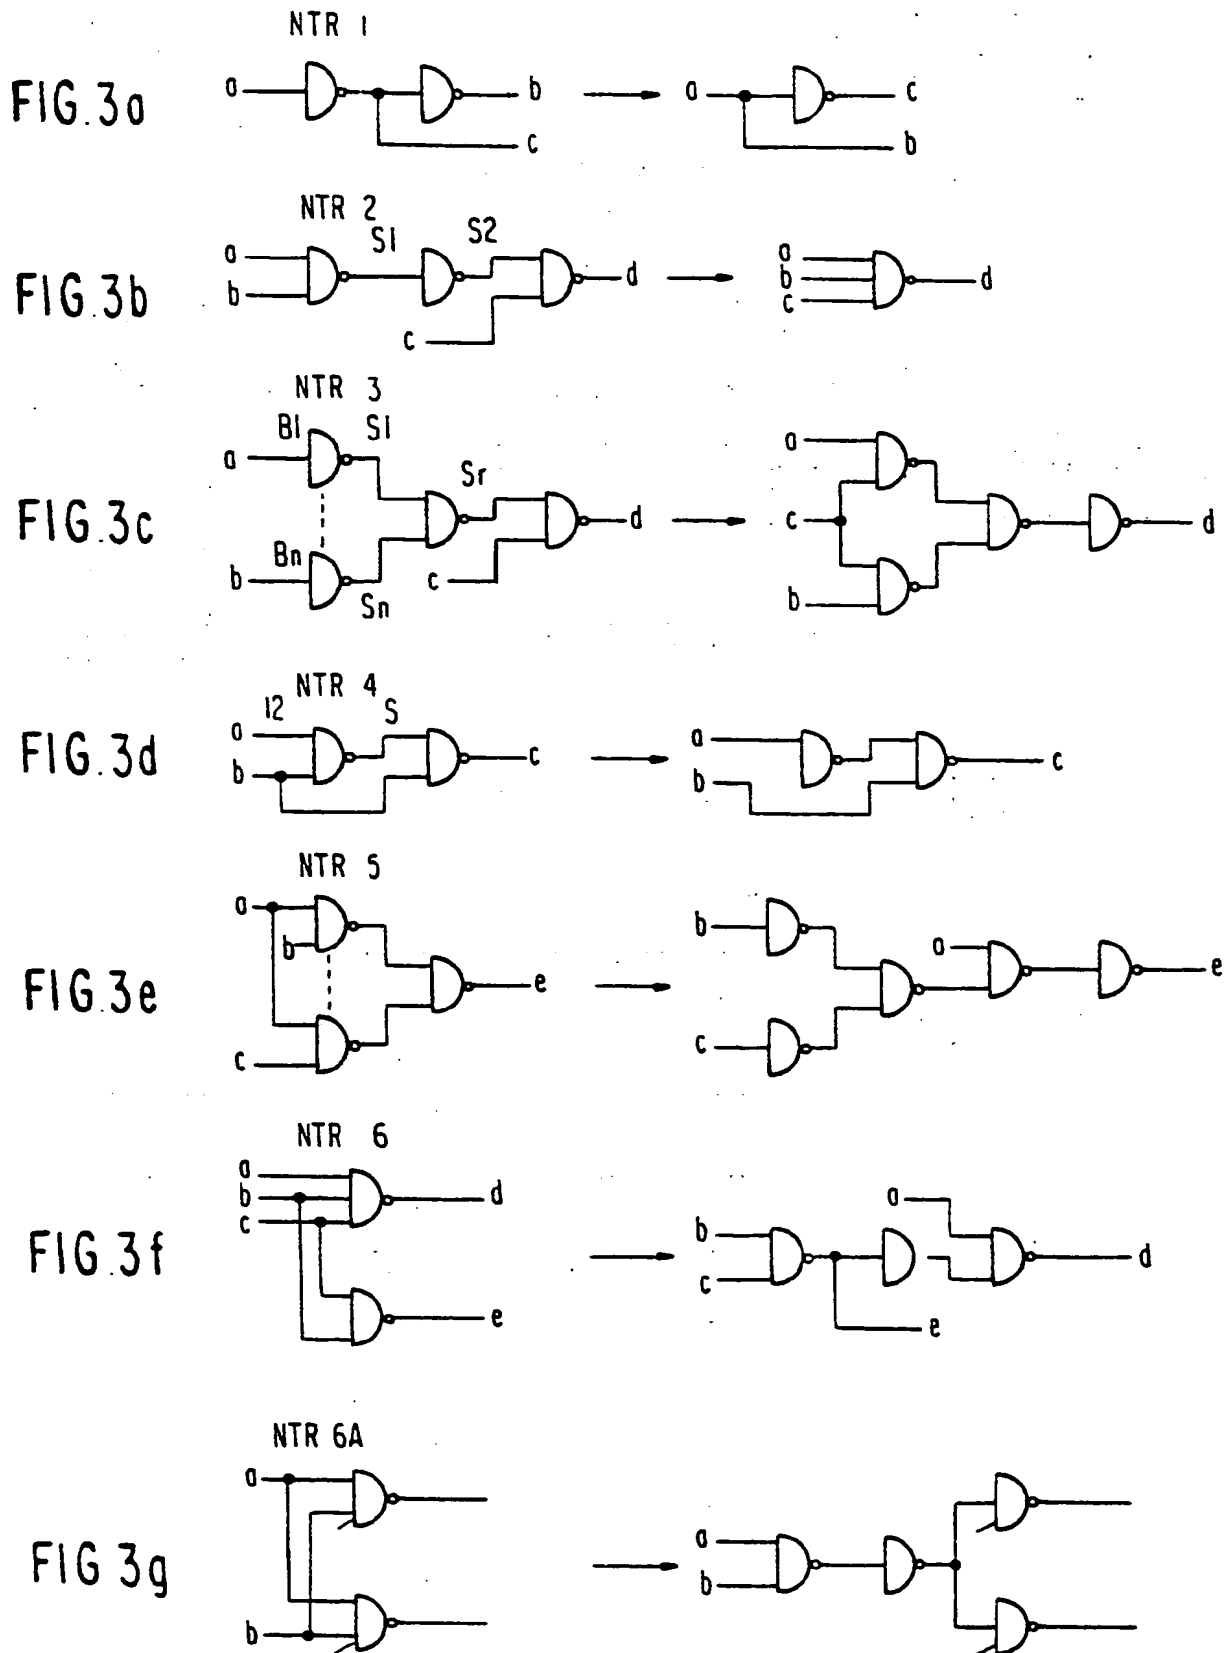 NTR 1
FIG.3a a b c a c b
NTR 2
FIG.3b a b S1 S2 c d a b c d
NTR 3
FIG.3c B1 S1 a Sr Bn b Sn c d a c b d
NTR 4
FIG.3d 12 a b S c a b c
NTR 5
FIG.3e a b c e b c a e
NTR 6
FIG.3f a b c d e b c a e d
NTR 6A
FIG 3g a b a b